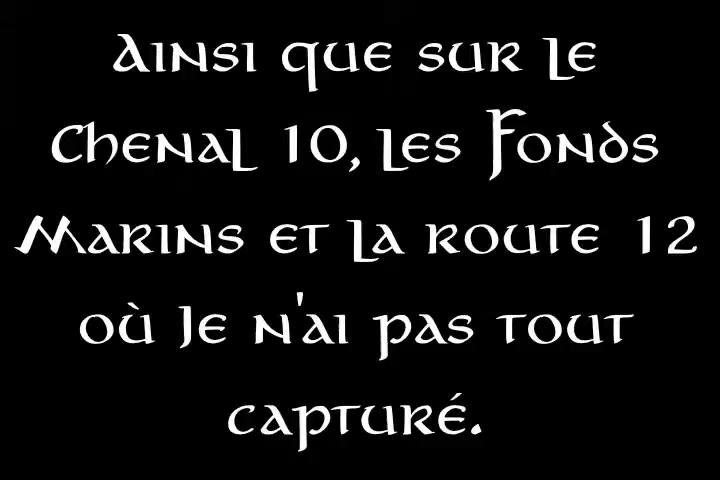 Ainsi que sur le
Chenal 10, les Fonds
Marins et la route 12
où je n'ai pas tout
capturé.